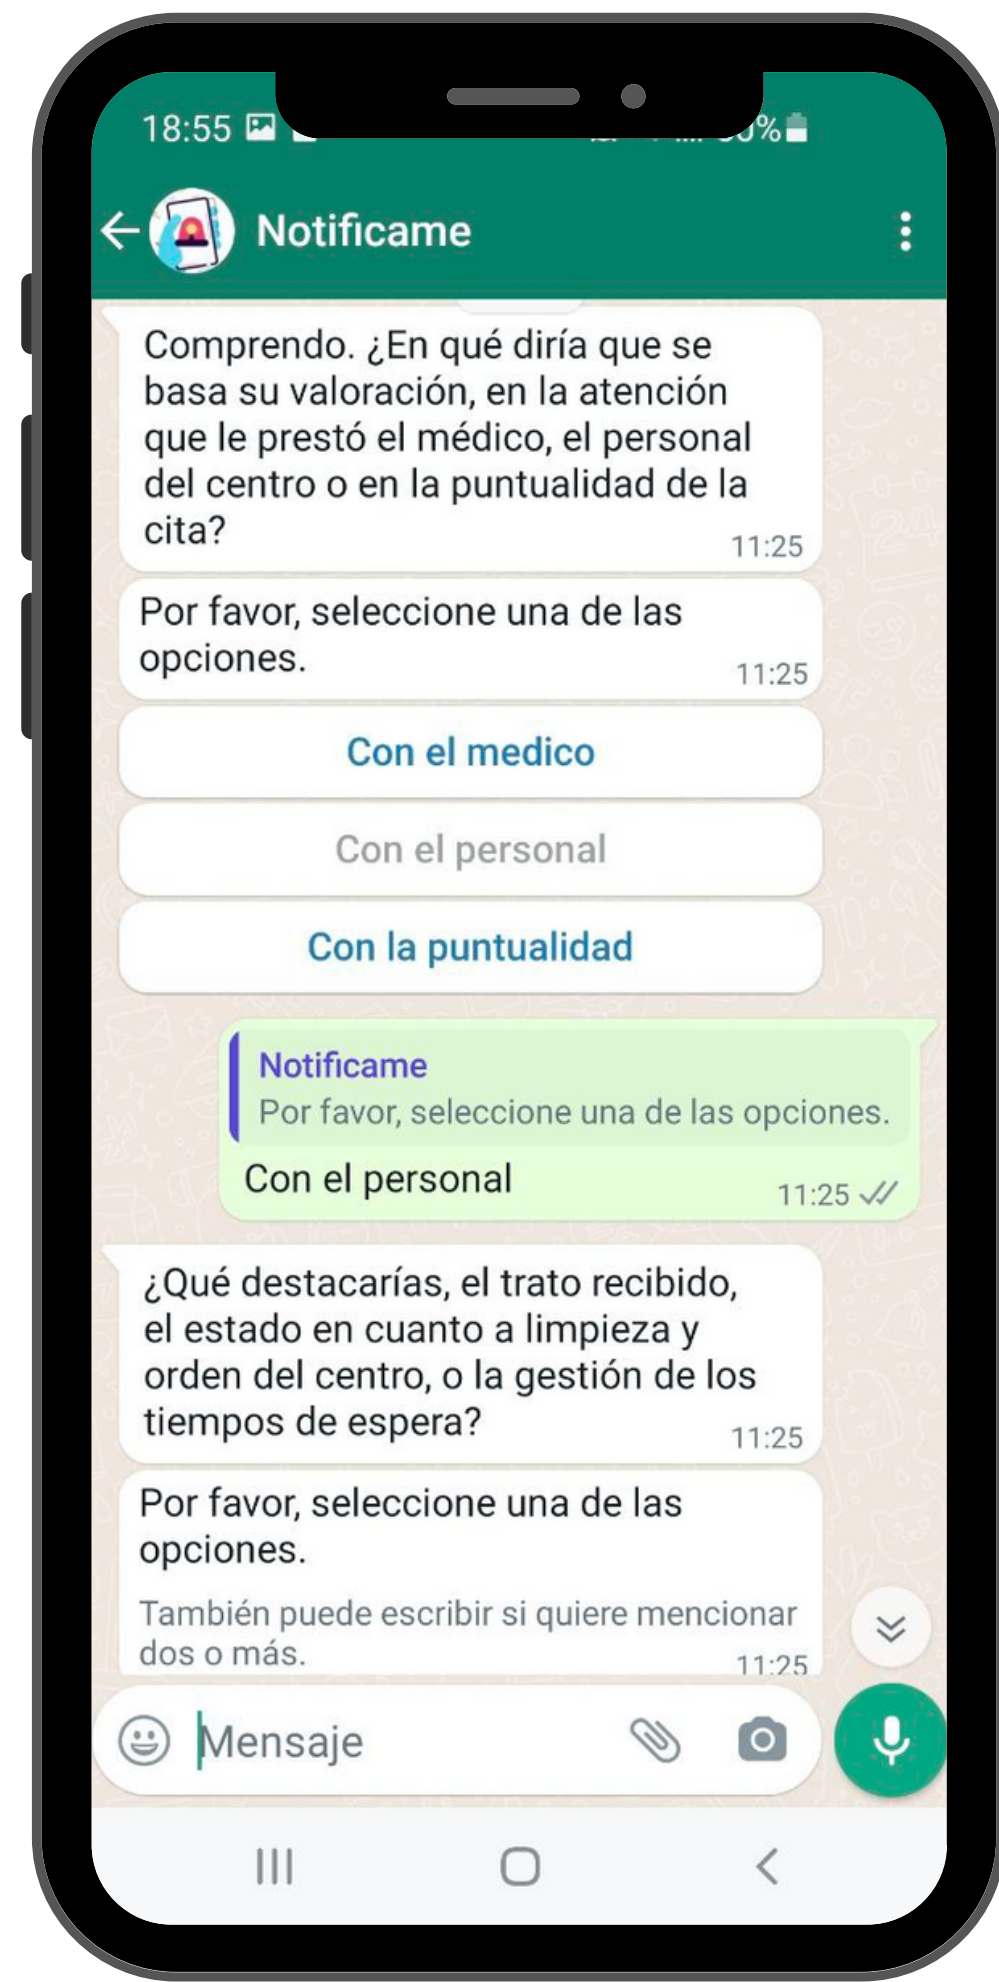 18:55
Notificame
Comprendo. ¿En qué diría que se
basa su valoración, en la atención
que le prestó el médico, el personal
del centro o en la puntualidad de la
cita?
11:25
Por favor, seleccione una de las
opciones.
11:25
Con el medico
Con el personal
Con la puntualidad
Notificame
Por favor, seleccione una de las opciones.
Con el personal
11:25
¿Qué destacarías, el trato recibido,
el estado en cuanto a limpieza y
orden del centro, o la gestión de los
tiempos de espera?
11:25
Por favor, seleccione una de las
opciones.
También puede escribir si quiere mencionar
dos o más.
11:25
Mensaje